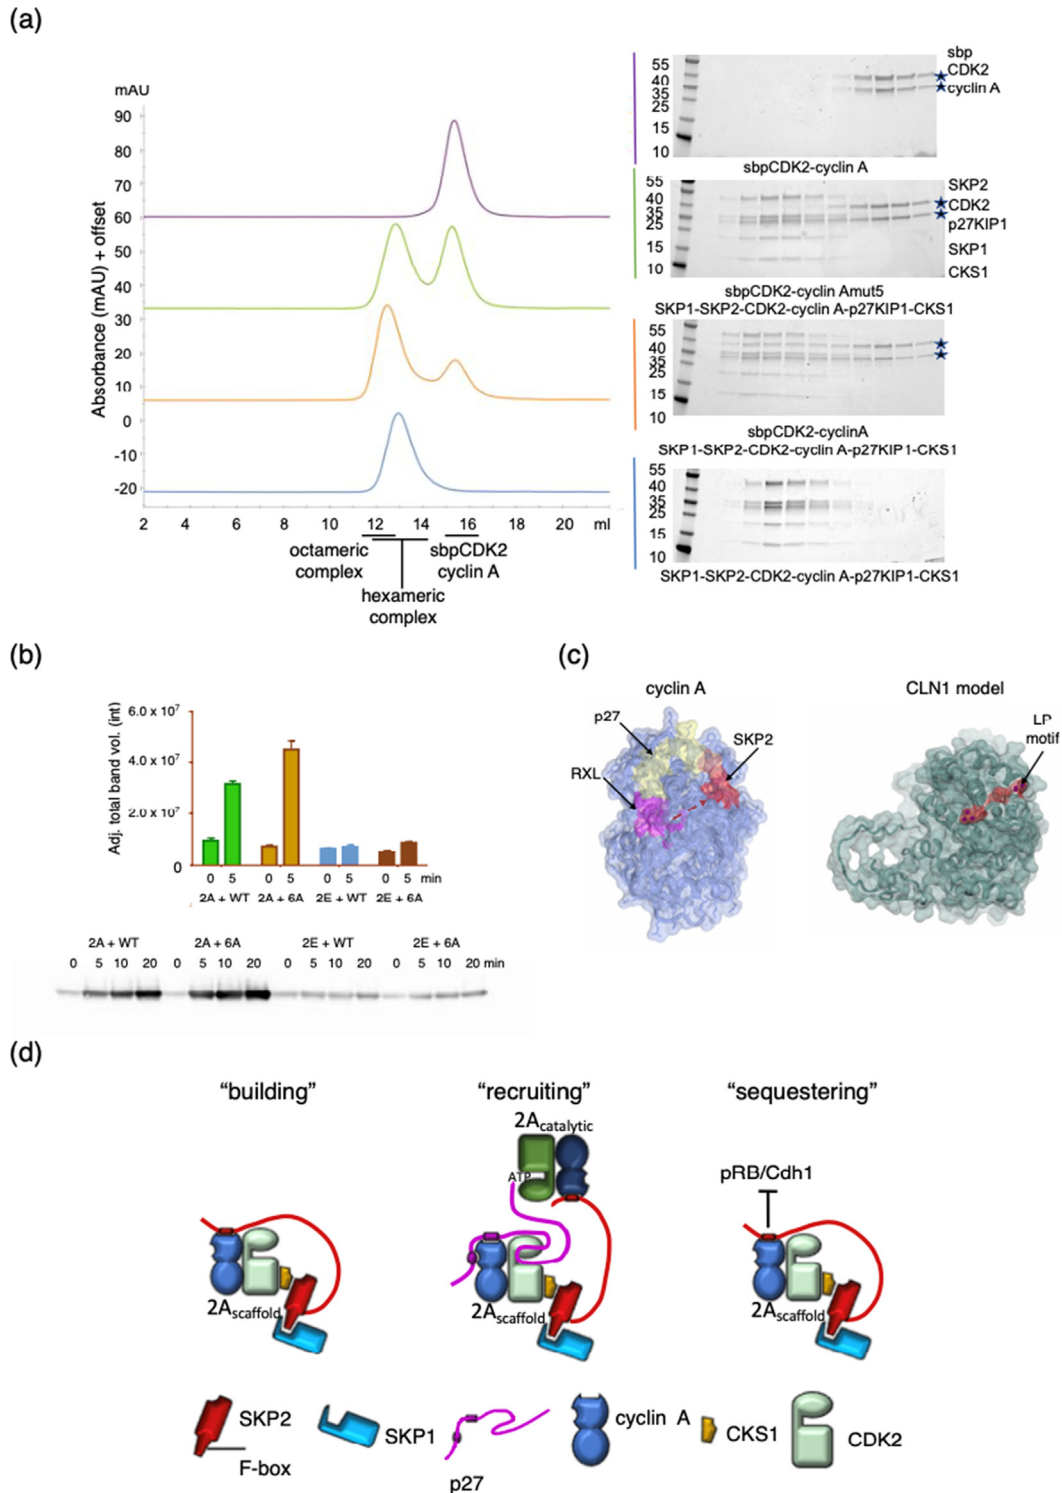 (a)
mAU
90
80
70
60
50
40
30
20
10
0
-10
-20
Absorbance (mAU) + offset
2 4 6 8 10 12 14 16 18 20 ml
octameric
complex
sbpCDK2
cyclin A
hexameric
complex
55
40
35
25
15
10
sbp
CDK2
cyclin A
sbpCDK2-cyclin A
55
40
35
25
15
10
SKP2
CDK2
p27KIP1
SKP1
CKS1
sbpCDK2-cyclin Amut5
SKP1-SKP2-CDK2-cyclin A-p27KIP1-CKS1
55
40
35
25
15
10
sbpCDK2-cyclinA
SKP1-SKP2-CDK2-cyclin A-p27KIP1-CKS1
55
40
35
25
15
10
SKP1-SKP2-CDK2-cyclin A-p27KIP1-CKS1
(b)
Adj. total band vol. (int)
6.0 x 10⁷
4.0 x 10⁷
2.0 x 10⁷
0
0 5 0 5 0 5 0 5 min
2A + WT 2A + 6A 2E + WT 2E + 6A
2A + WT 2A + 6A 2E + WT 2E + 6A
0 5 10 20 0 5 10 20 0 5 10 20 0 5 10 20 min
(c)
cyclin A
p27
SKP2
RXL
CLN1 model
LP
motif
(d)
"building" "recruiting" "sequestering"
2Acatalytic
ATP
pRB/Cdh1
2Ascaffold 2Ascaffold 2Ascaffold
SKP2
F-box
SKP1
p27
cyclin A
CKS1
CDK2